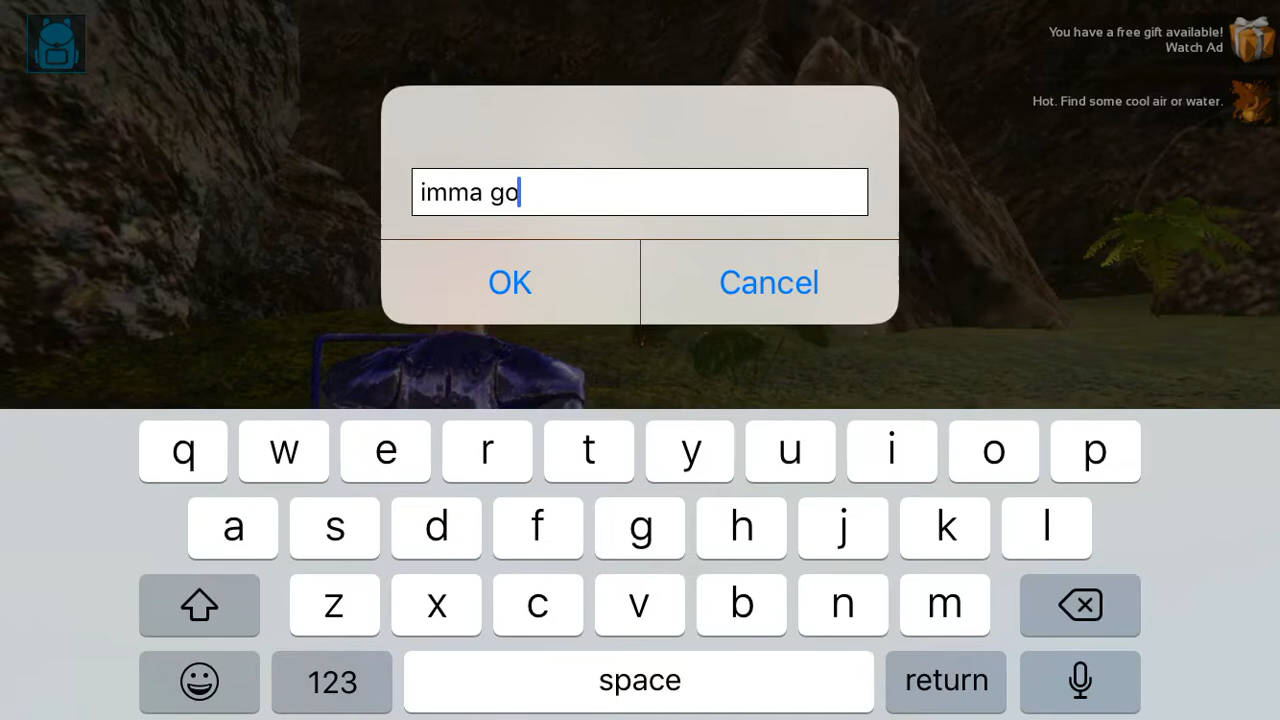 You have a free gift available!
Watch Ad
Hot. Find some cool air or water.
imma go
OK
Cancel
q w e r t y u i o p
a s d f g h j k l
z x c v b n m
123 space return